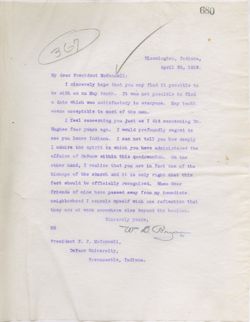 680
367
Bloomington, Indiana,
My dear President McConnell:
I sincerely hope that you may find it possible to
be with us on May tenth. It was not possible to find
a date which was satisfactory to everyone. May tenth
seems acceptable to most of the men.
I feel concerning you just as I did concerning Dr.
Hughes four years ago. I would profoundly regret to
see you leave Indiana. I can not tell you how deeply
I admire the spirit in which you have administered the
affairs of DePauw within this quadrennium. On the
other hand, I realize that you are in fact one of the
bishops of the church and it is only right that this
fact should be officially recognized. When dear
friends of mine have passed away from my immediate
neighborhood I console myself with the reflection that
they are at work somewhere else beyond the horizon.
Sincerely yours,
President F. J. McConnell,
DePauw University,
Greencastle, Indiana.